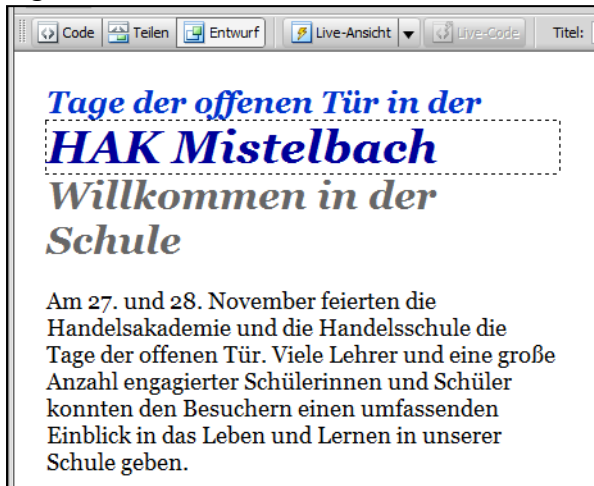 Code Teilen Entwurf Live-Ansicht Live-Code Titel:
Tage der offenen Tür in der
HAK Mistelbach
Willkommen in der
Schule
Am 27. und 28. November feierten die
Handelsakademie und die Handelsschule die
Tage der offenen Tür. Viele Lehrer und eine große
Anzahl engagierter Schülerinnen und Schüler
konnten den Besuchern einen umfassenden
Einblick in das Leben und Lernen in unserer
Schule geben.